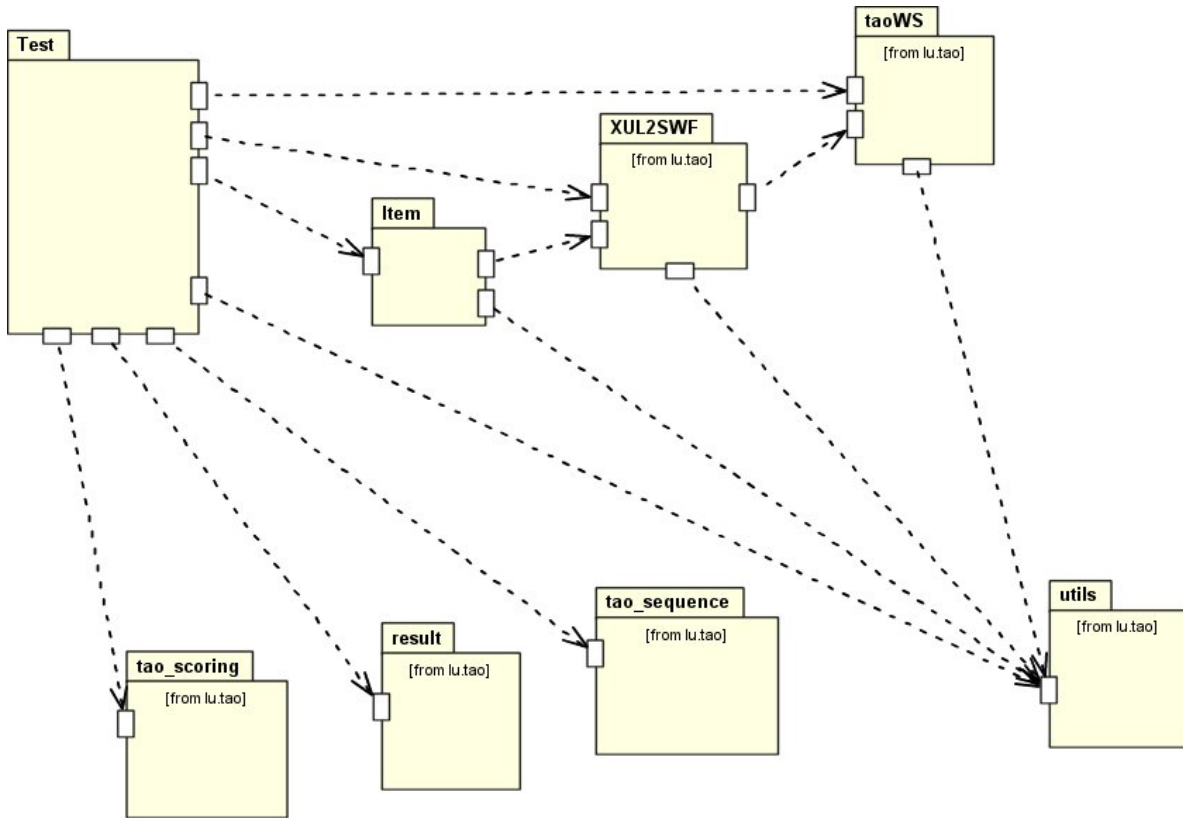 taoWS
[from lu.tao]
Test
XUL2SWF
[from lu.tao]
Item
tao_sequence
[from lu.tao]
utils
[from lu.tao]
result
[from lu.tao]
tao_scoring
[from lu.tao]